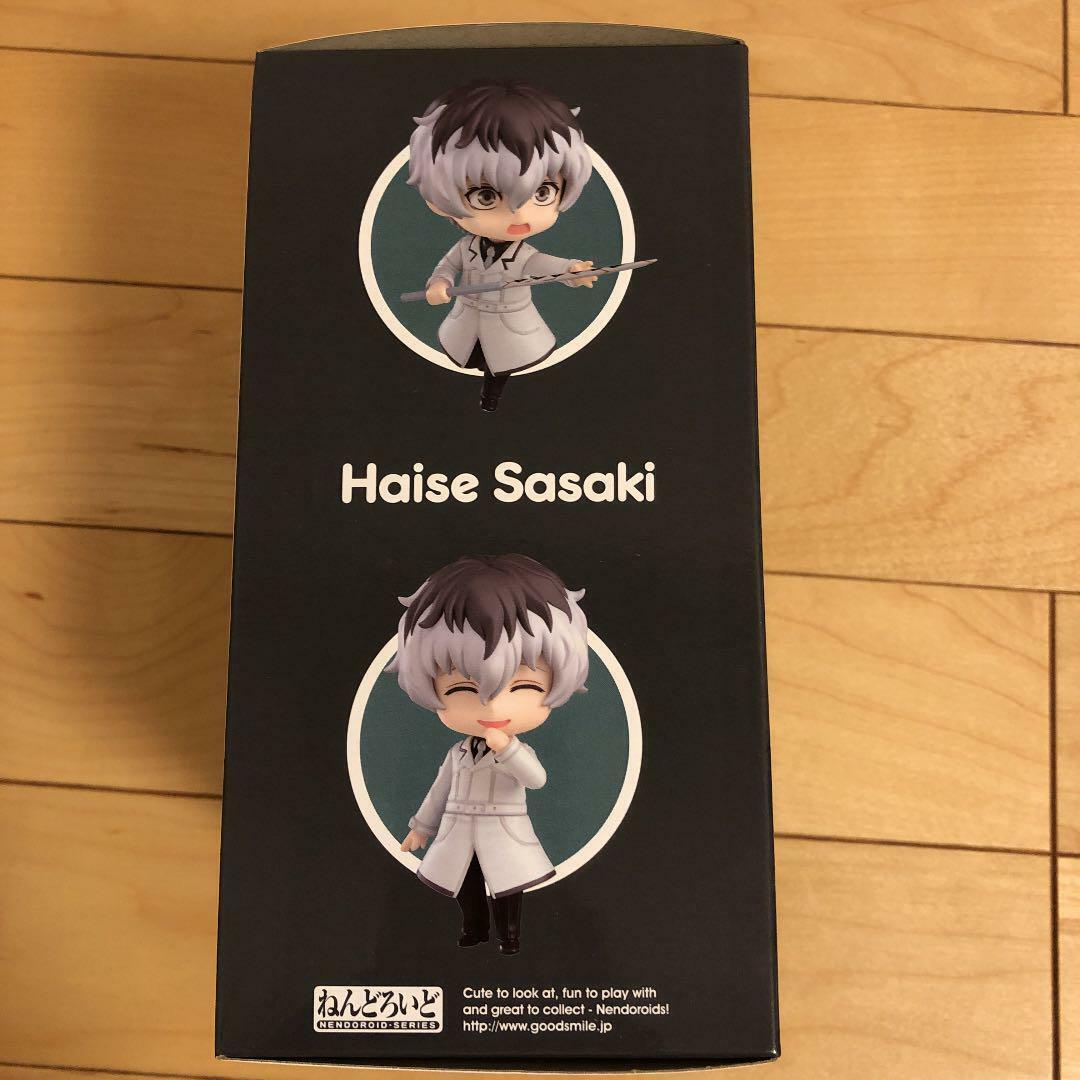 Haise Sasaki
ねんどろいど
NENDOROID·SERIES
Cute to look at, fun to play with
and great to collect - Nendoroids!
http://www.goodsmile.jp